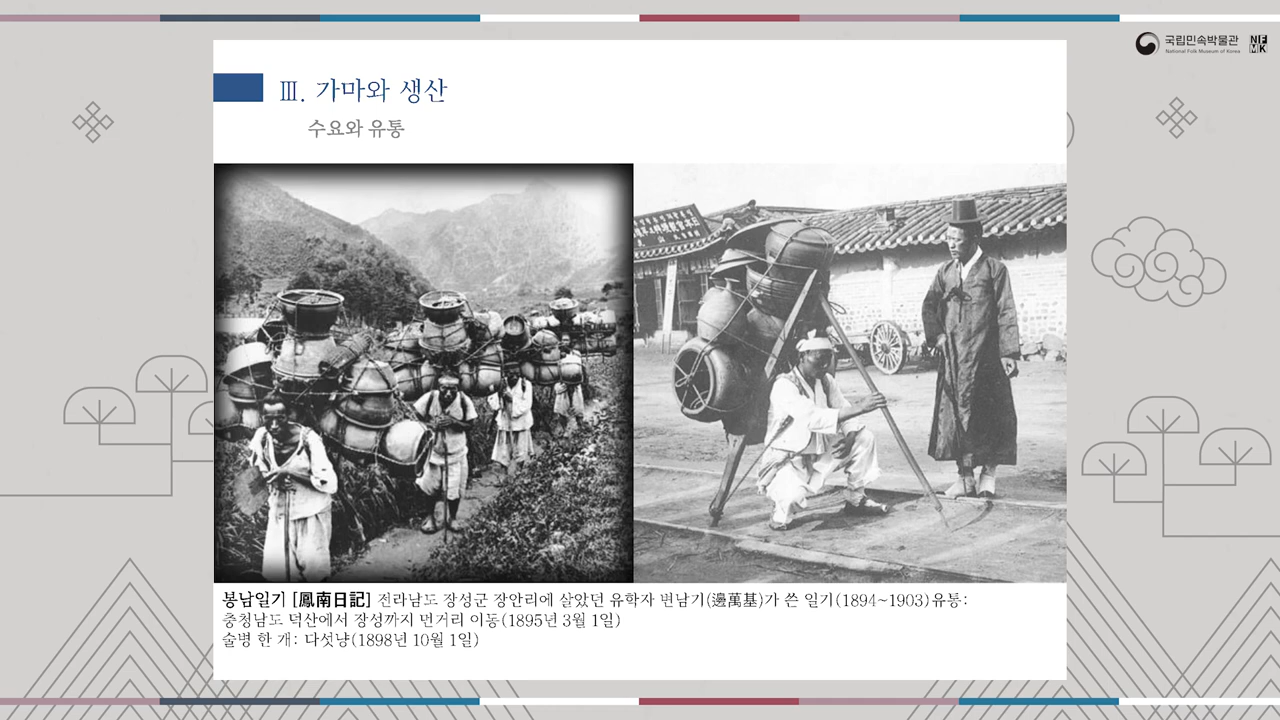 국립민속박물관
National Folk Museum of Korea
NF
MK
Ⅲ. 가마와 생산
수요와 유통
봉남일기 [鳳南日記] 전라남도 장성군 장안리에 살았던 유학자 변남기(邊萬基)가 쓴 일기(1894~1903)유통:
충청남도 덕산에서 장성까지 먼거리 이동(1895년 3월 1일)
술병 한 개: 다섯냥(1898년 10월 1일)